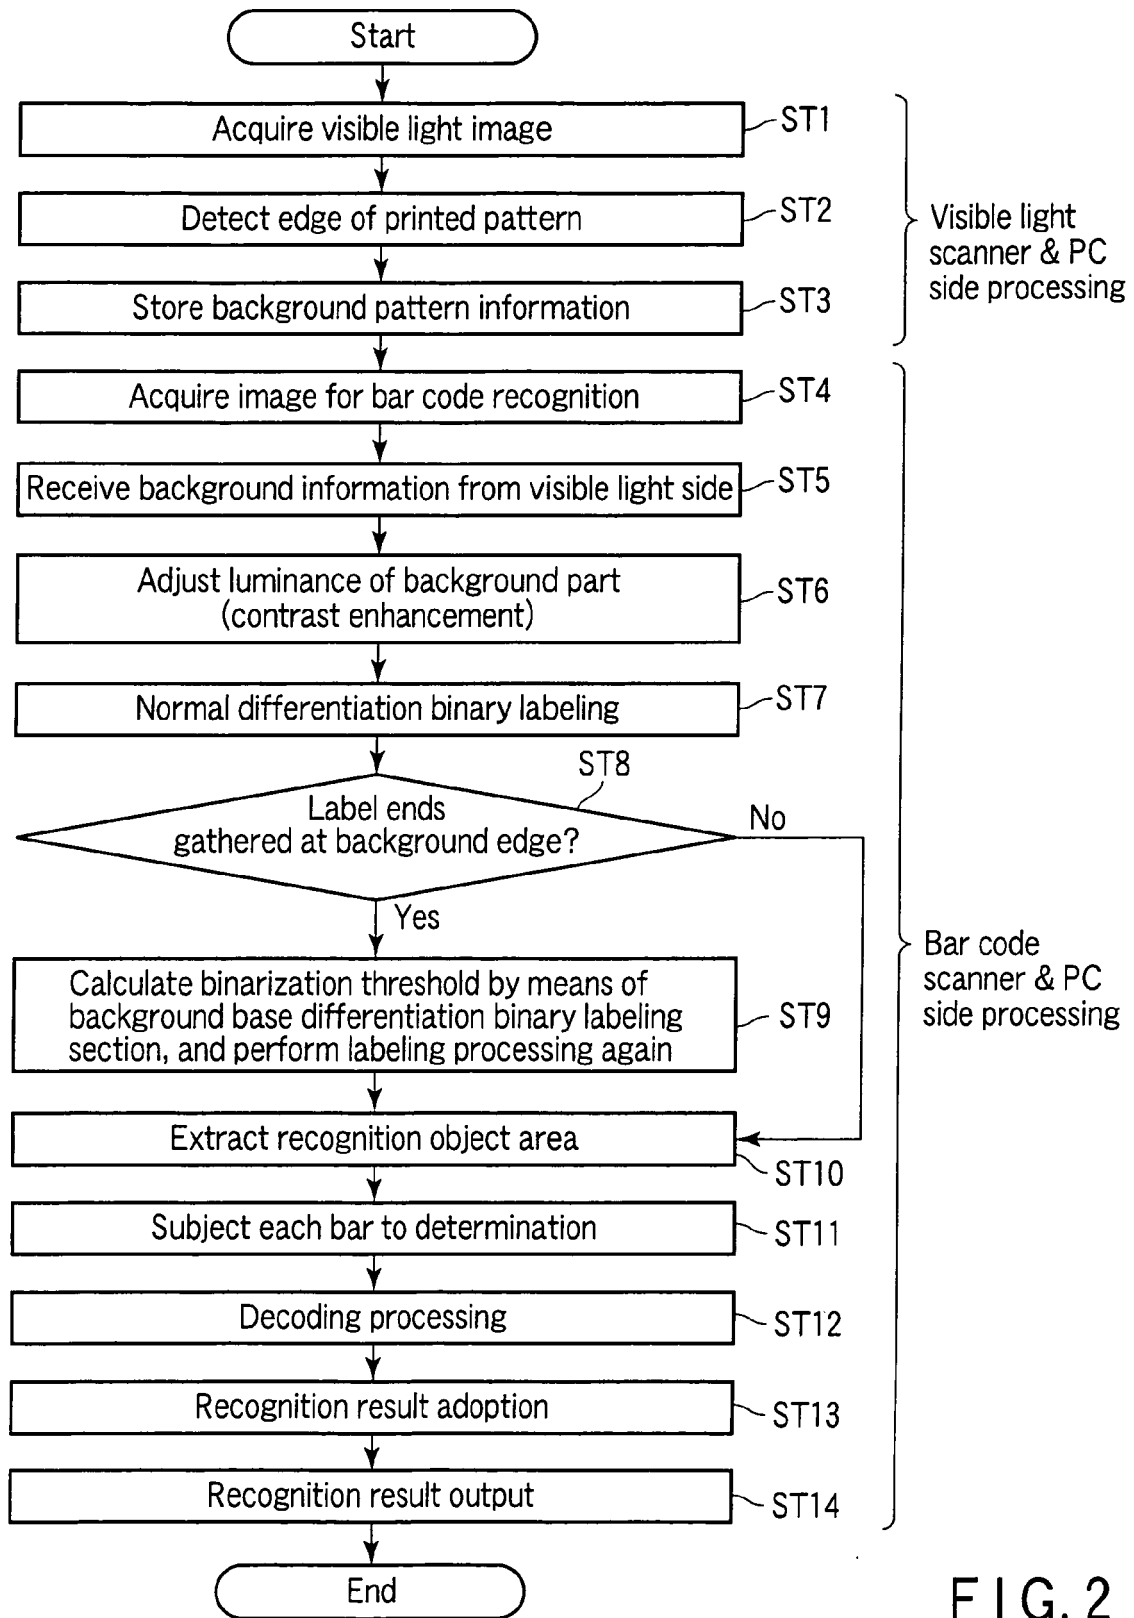 Start
Acquire visible light image
ST1
Detect edge of printed pattern
ST2
Store background pattern information
ST3
Visible light
scanner & PC
side processing
Acquire image for bar code recognition
ST4
Receive background information from visible light side
ST5
Adjust luminance of background part
(contrast enhancement)
ST6
Normal differentiation binary labeling
ST7
ST8
Label ends
gathered at background edge?
No
Yes
Calculate binarization threshold by means of
background base differentiation binary labeling
section, and perform labeling processing again
ST9
Bar code
scanner & PC
side processing
Extract recognition object area
ST10
Subject each bar to determination
ST11
Decoding processing
ST12
Recognition result adoption
ST13
Recognition result output
ST14
End
FIG. 2